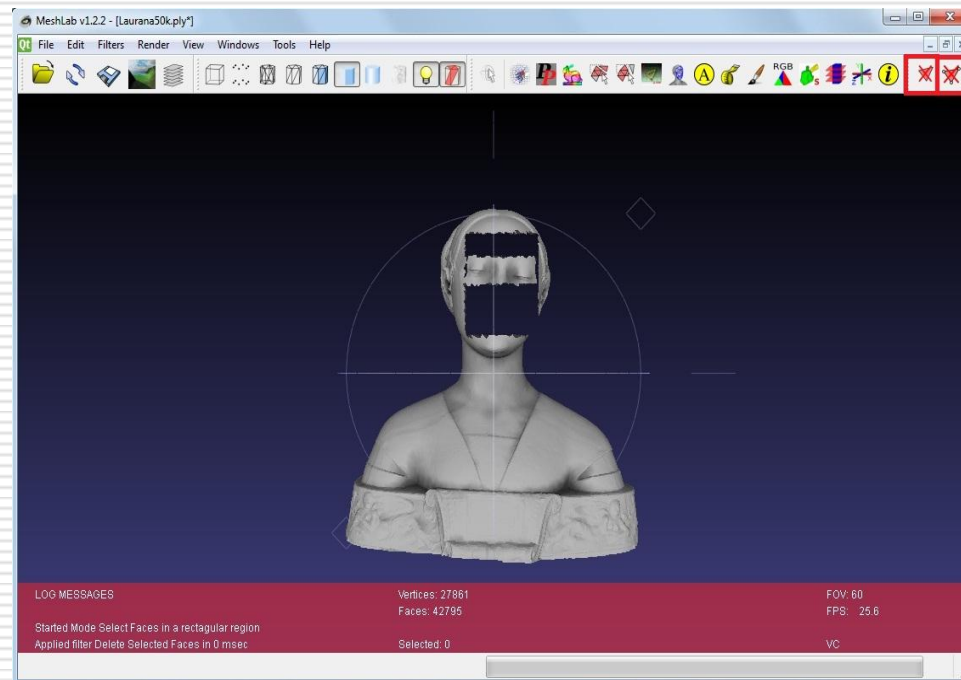 MeshLab v1.2.2 - [Laurana50k.ply*]
File Edit Filters Render View Windows Tools Help
A RGB i
LOG MESSAGES
Vertices: 27861
FOV: 60
Faces: 42795
FPS: 25.6
Started Mode Select Faces in a rectagular region
Applied filter Delete Selected Faces in 0 msec
Selected: 0
VC